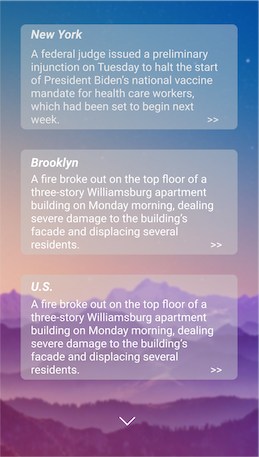 New York
A federal judge issued a preliminary
injunction on Tuesday to halt the start
of President Biden's national vaccine
mandate for health care workers,
which had been set to begin next
week. >>
Brooklyn
A fire broke out on the top floor of a
three-story Williamsburg apartment
building on Monday morning, dealing
severe damage to the building's
facade and displacing several
residents. >>
U.S.
A fire broke out on the top floor of a
three-story Williamsburg apartment
building on Monday morning, dealing
severe damage to the building's
facade and displacing several
residents. >>